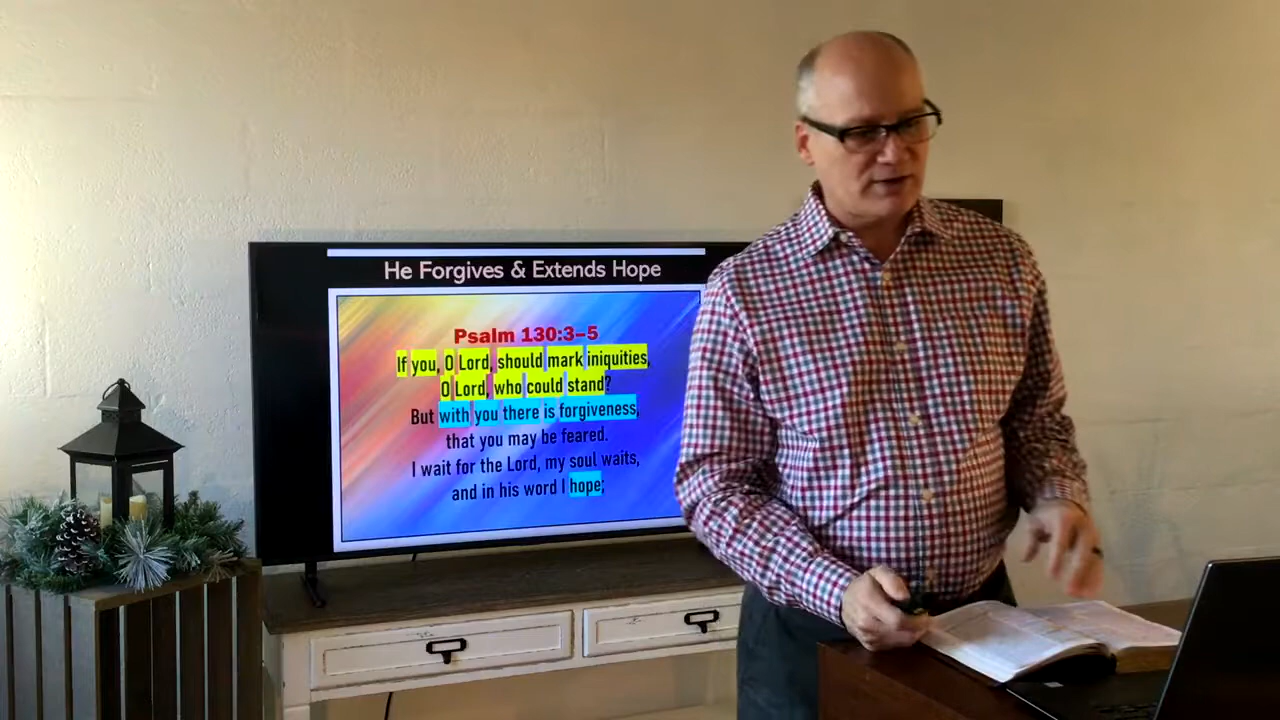 He Forgives & Extends Hope
Psalm 130:3–5
If you, O Lord, should mark iniquities,
O Lord, who could stand?
But with you there is forgiveness,
that you may be feared.
I wait for the Lord, my soul waits,
and in his word I hope;